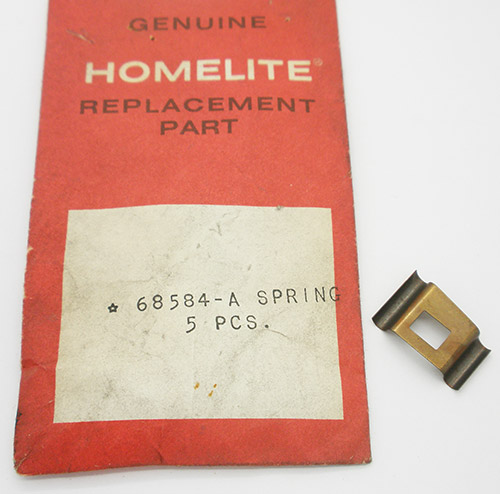 GENUINE
HOMELITE®
REPLACEMENT
PART
☆ 68584-A SPRING
5 PCS.